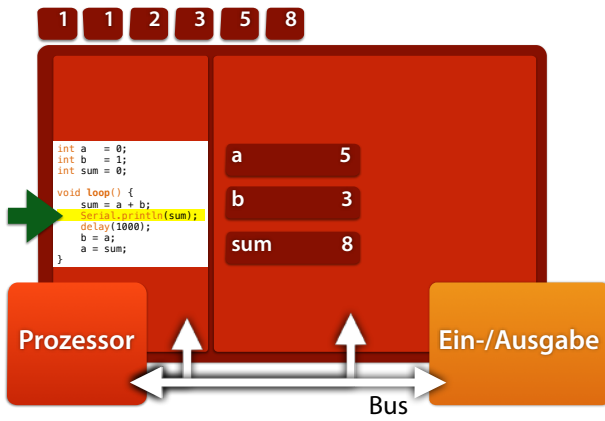 1 1 2 3 5 8
int a   = 0;
int b   = 1;
int sum = 0;
void loop() {
    sum = a + b;
    Serial.println(sum);
    delay(1000);
    b = a;
    a = sum;
}
a 5
b 3
sum 8
Prozessor
Ein-/Ausgabe
Bus